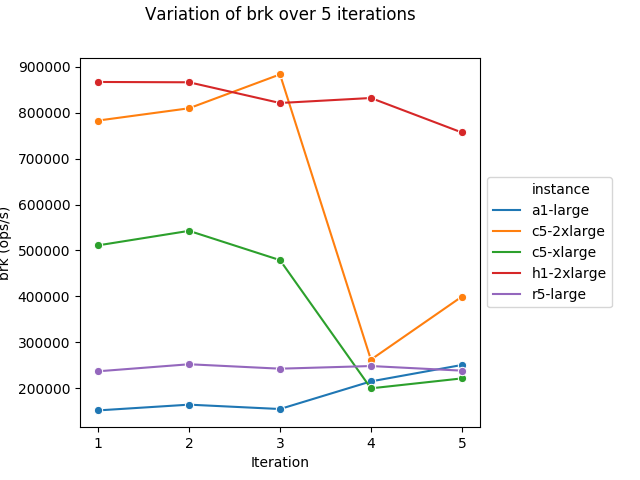 Variation of brk over 5 iterations
900000
800000
700000
600000
500000
400000
300000
200000
brk (ops/s)
1 2 3 4 5
Iteration
instance
a1-large
c5-2xlarge
c5-xlarge
h1-2xlarge
r5-large